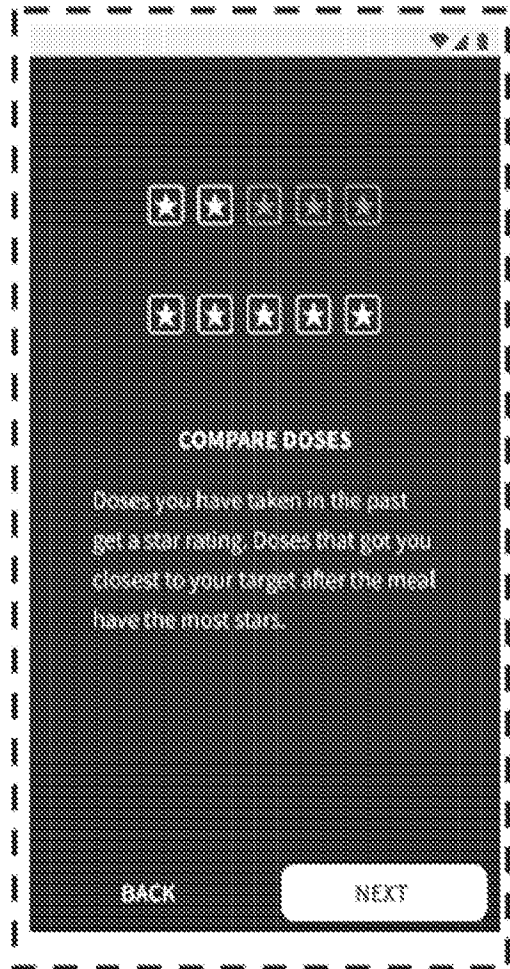 COMPARE DOSES
Doses you have taken in the past
get a star rating. Doses that got you
closest to your target after the meal
have the most stars.
BACK
NEXT